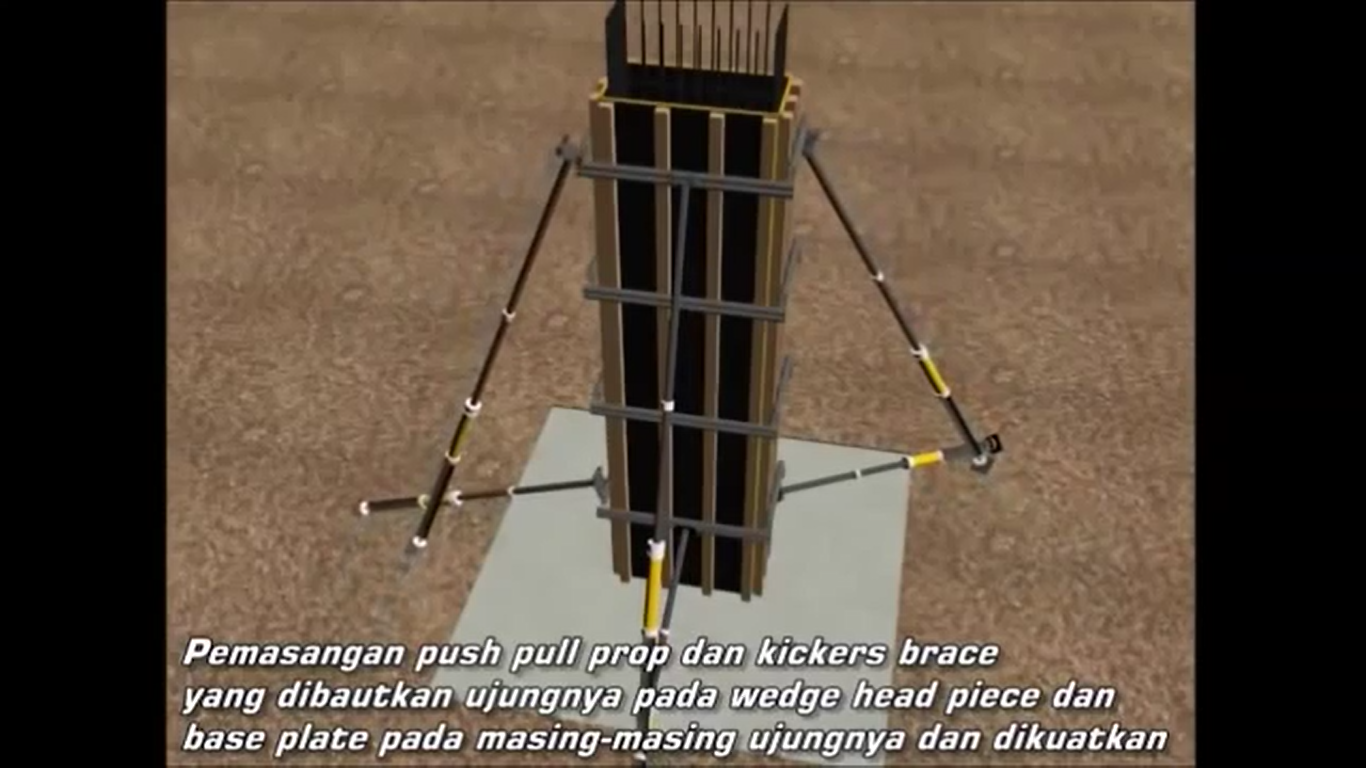 Pemasangan push pull prop dan kickers brace
yang dibautkan ujungnya pada wedge head piece dan
base plate pada masing-masing ujungnya dan dikuatkan